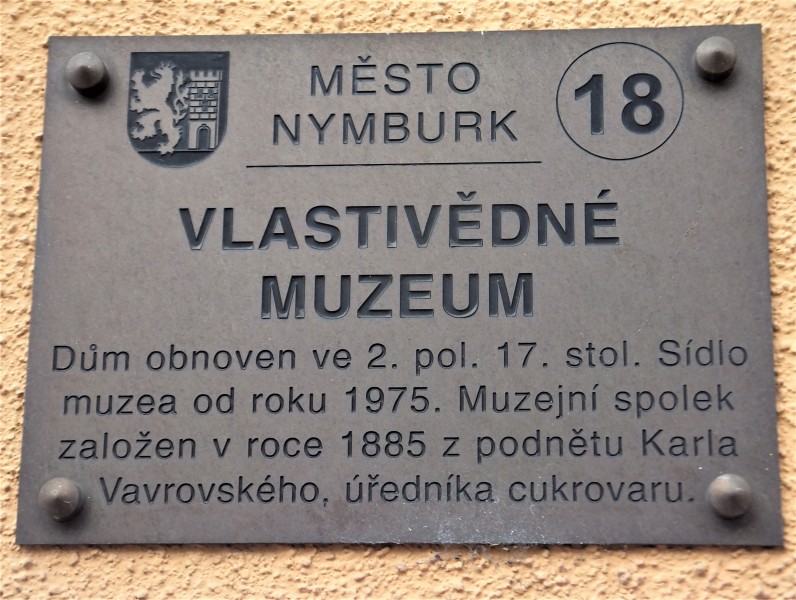 MĚSTO
NYMBURK
18
VLASTIVĚDNÉ
MUZEUM
Dům obnoven ve 2. pol. 17. stol. Sídlo
muzea od roku 1975. Muzejní spolek
založen v roce 1885 z podnětu Karla
Vavrovského, úředníka cukrovaru.